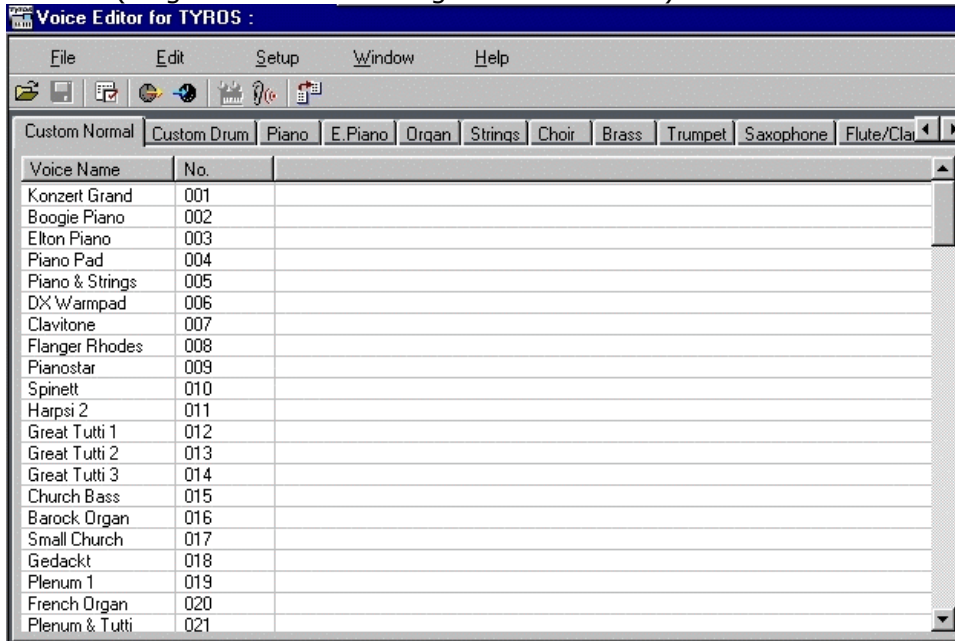 Voice Editor for TYROS :
File Edit Setup Window Help
Custom Normal Custom Drum Piano E.Piano Organ Strings Choir Brass Trumpet Saxophone Flute/Cla
Voice Name No.
Konzert Grand 001
Boogie Piano 002
Elton Piano 003
Piano Pad 004
Piano & Strings 005
DX Warmpad 006
Clavitone 007
Flanger Rhodes 008
Pianostar 009
Spinett 010
Harpsi 2 011
Great Tutti 1 012
Great Tutti 2 013
Great Tutti 3 014
Church Bass 015
Barock Organ 016
Small Church 017
Gedackt 018
Plenum 1 019
French Organ 020
Plenum & Tutti 021